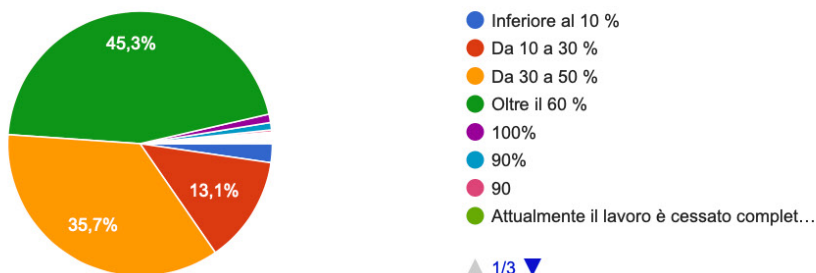 45,3%
13,1%
35,7%
Inferiore al 10 %
Da 10 a 30 %
Da 30 a 50 %
Oltre il 60 %
100%
90%
90
Attualmente il lavoro è cessato complet…
1/3